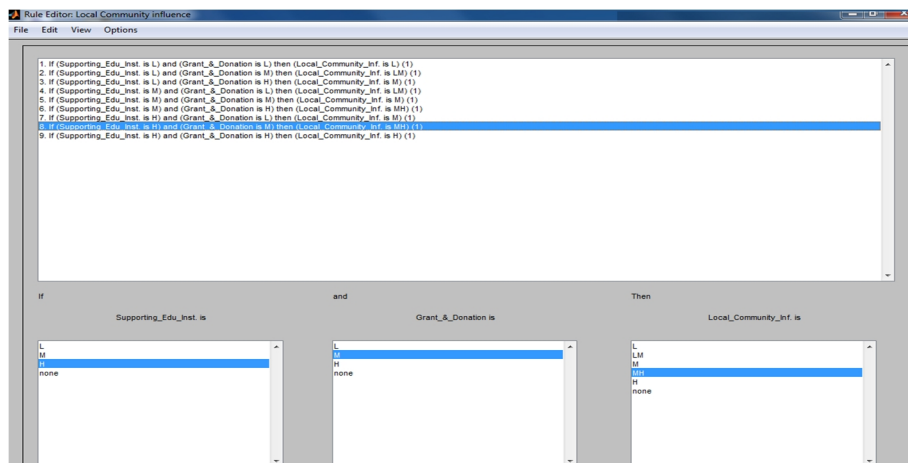 Rule Editor: Local Community influence
File Edit View Options
1. If (Supporting_Edu_Inst. is L) and (Grant_&_Donation is L) then (Local_Community_Inf. is L) (1)
2. If (Supporting_Edu_Inst. is L) and (Grant_&_Donation is M) then (Local_Community_Inf. is LM) (1)
3. If (Supporting_Edu_Inst. is L) and (Grant_&_Donation is H) then (Local_Community_Inf. is M) (1)
4. If (Supporting_Edu_Inst. is M) and (Grant_&_Donation is L) then (Local_Community_Inf. is LM) (1)
5. If (Supporting_Edu_Inst. is M) and (Grant_&_Donation is M) then (Local_Community_Inf. is M) (1)
6. If (Supporting_Edu_Inst. is M) and (Grant_&_Donation is H) then (Local_Community_Inf. is MH) (1)
7. If (Supporting_Edu_Inst. is H) and (Grant_&_Donation is L) then (Local_Community_Inf. is M) (1)
8. If (Supporting_Edu_Inst. is H) and (Grant_&_Donation is M) then (Local_Community_Inf. is MH) (1)
9. If (Supporting_Edu_Inst. is H) and (Grant_&_Donation is H) then (Local_Community_Inf. is H) (1)
If and Then
Supporting_Edu_Inst. is Grant_&_Donation is Local_Community_Inf. is
L
M
H
none
L
M
H
none
L
LM
M
MH
H
none